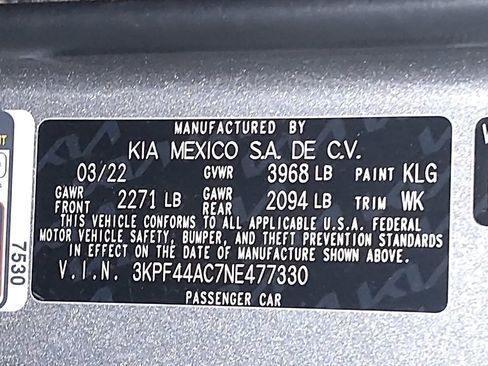 MANUFACTURED BY
KIA MEXICO S.A. DE C.V.
03/22 GVWR 3968 LB PAINT KLG
GAWR FRONT 2271 LB GAWR REAR 2094 LB TRIM WK
THIS VEHICLE CONFORMS TO ALL APPLICABLE U.S.A. FEDERAL
MOTOR VEHICLE SAFETY, BUMPER, AND THEFT PREVENTION STANDARDS
IN EFFECT ON THE DATE OF MANUFACTURE SHOWN ABOVE.
V.I.N. 3KPF44AC7NE477330
PASSENGER CAR
7530